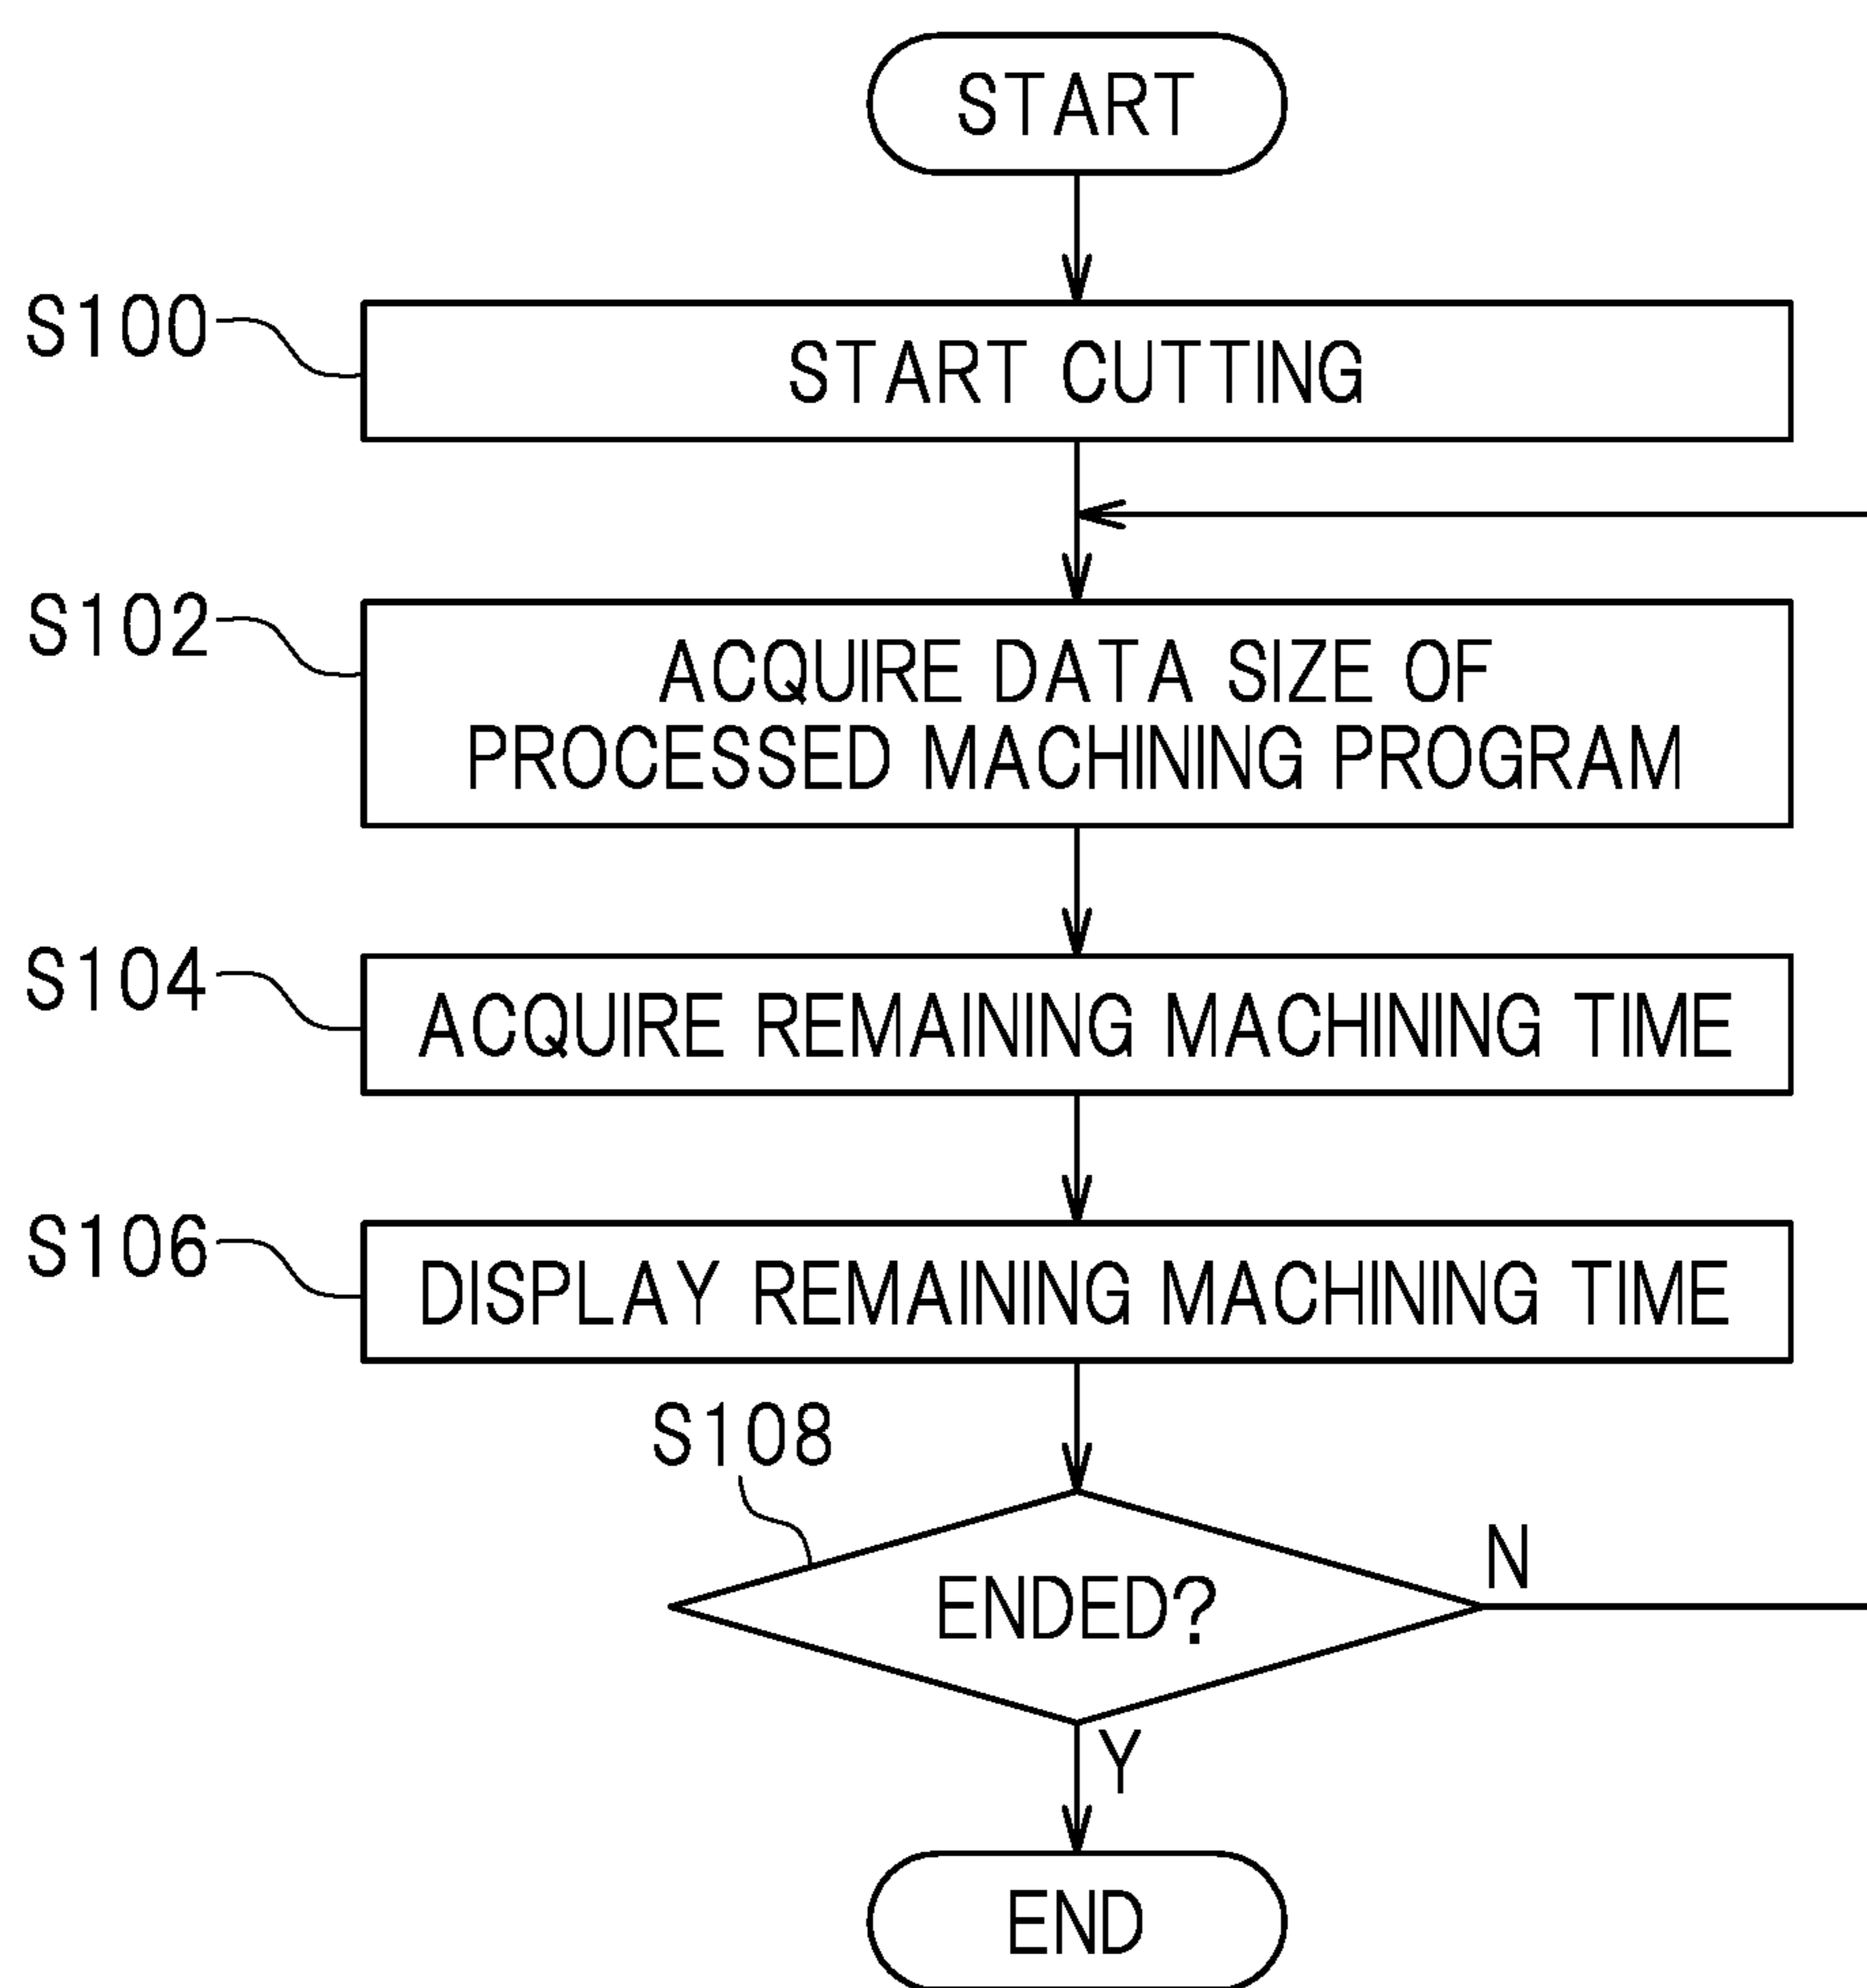 START
S100
START CUTTING
S102
ACQUIRE DATA SIZE OF
PROCESSED MACHINING PROGRAM
S104
ACQUIRE REMAINING MACHINING TIME
S106
DISPLAY REMAINING MACHINING TIME
S108
ENDED?
N
Y
END